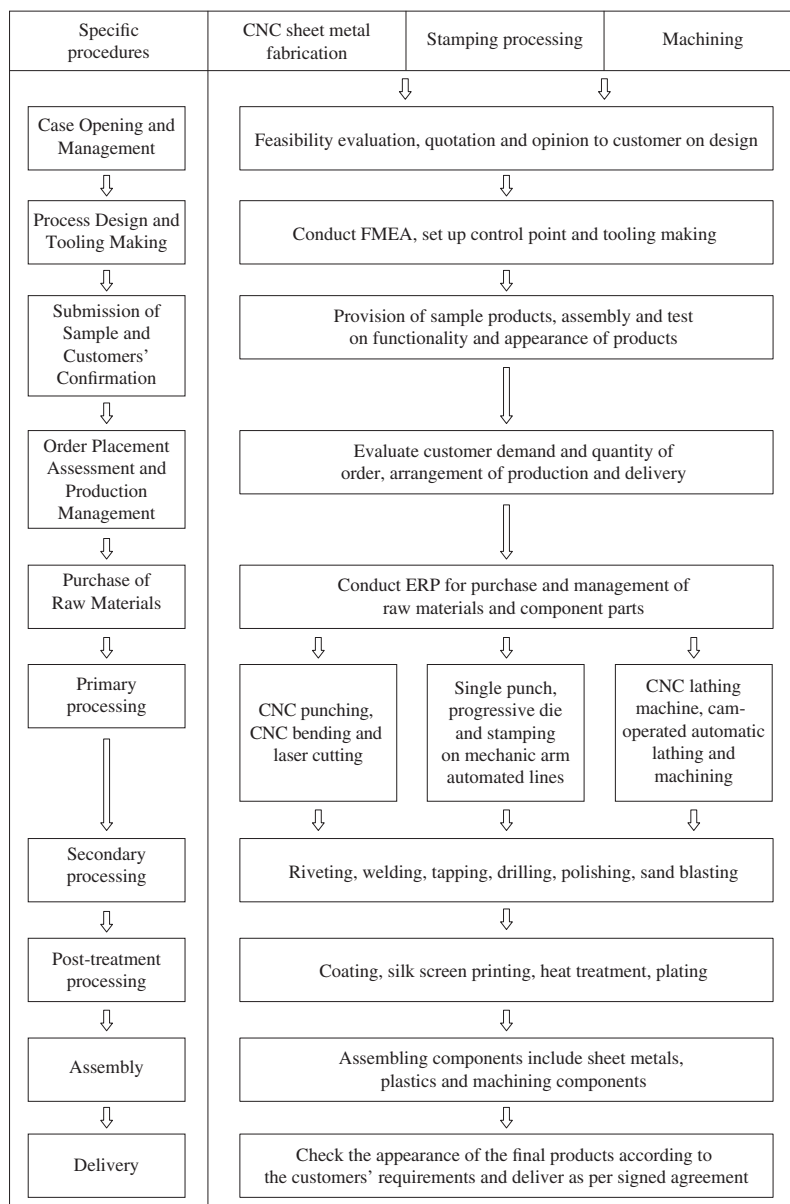 Specific
procedures
CNC sheet metal
fabrication
Stamping processing
Machining
Case Opening and
Management
Feasibility evaluation, quotation and opinion to customer on design
Process Design and
Tooling Making
Conduct FMEA, set up control point and tooling making
Submission of
Sample and
Customers’
Confirmation
Provision of sample products, assembly and test
on functionality and appearance of products
Order Placement
Assessment and
Production
Management
Evaluate customer demand and quantity of
order, arrangement of production and delivery
Purchase of
Raw Materials
Conduct ERP for purchase and management of
raw materials and component parts
Primary
processing
CNC punching,
CNC bending and
laser cutting
Single punch,
progressive die
and stamping
on mechanic arm
automated lines
CNC lathing
machine, cam-
operated automatic
lathing and
machining
Secondary
processing
Riveting, welding, tapping, drilling, polishing, sand blasting
Post-treatment
processing
Coating, silk screen printing, heat treatment, plating
Assembly
Assembling components include sheet metals,
plastics and machining components
Delivery
Check the appearance of the final products according to
the customers’ requirements and deliver as per signed agreement